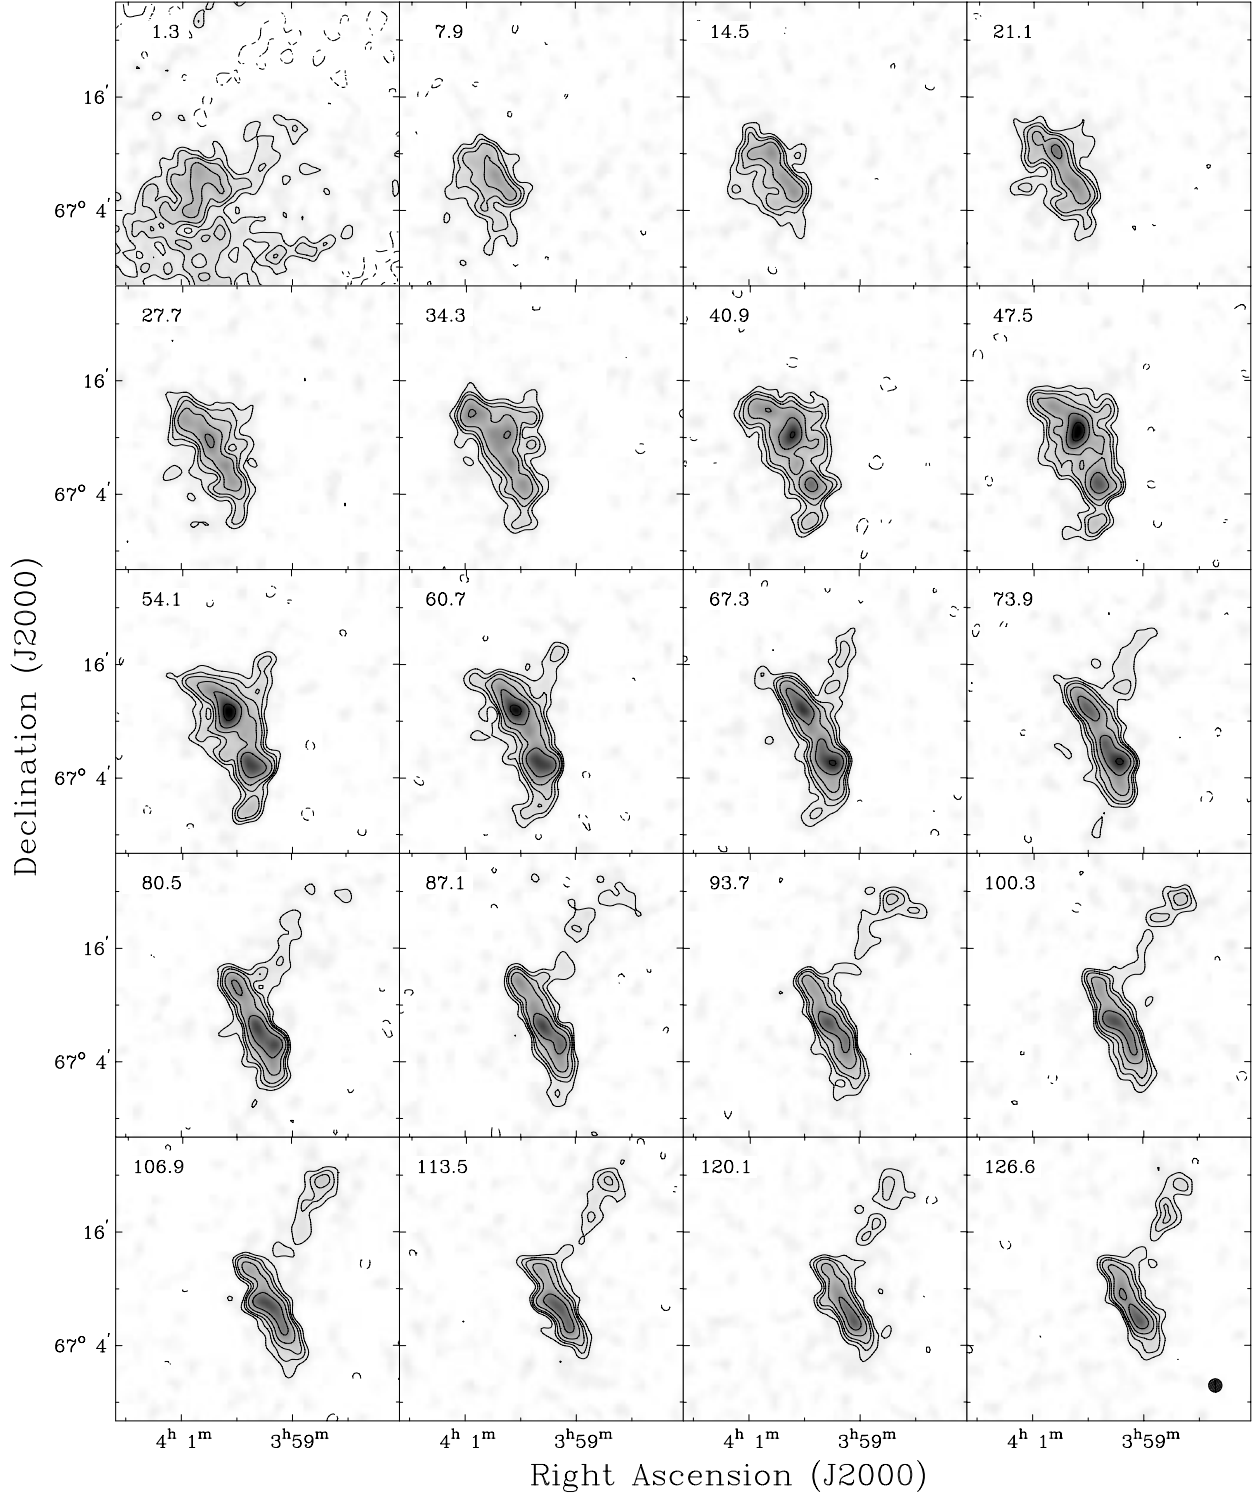 1.3 7.9 14.5 21.1
16′
67° 4′
27.7 34.3 40.9 47.5
16′
67° 4′
54.1 60.7 67.3 73.9
16′
67° 4′
80.5 87.1 93.7 100.3
16′
67° 4′
106.9 113.5 120.1 126.6
16′
67° 4′
4h 1m 3h59m 4h 1m 3h59m 4h 1m 3h59m 4h 1m 3h59m
Right Ascension (J2000)
Declination (J2000)